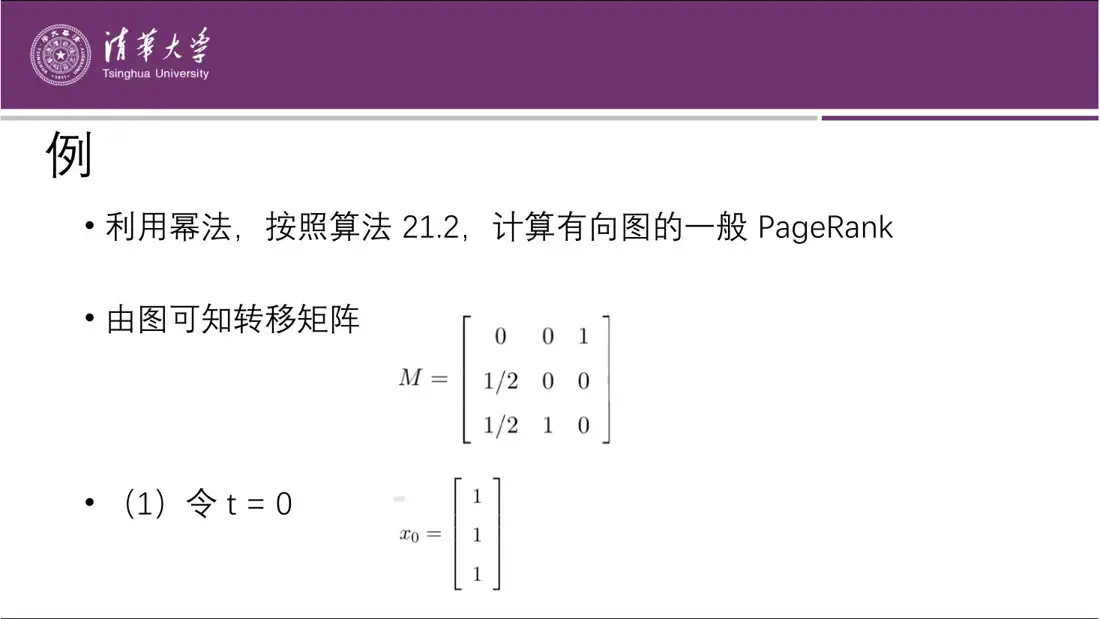 清华大学
Tsinghua University
例
• 利用幂法，按照算法 21.2，计算有向图的一般 PageRank
• 由图可知转移矩阵
M = [ 0 0 1
1/2 0 0
1/2 1 0 ]
• （1）令 t = 0
x₀ = [ 1
1
1 ]